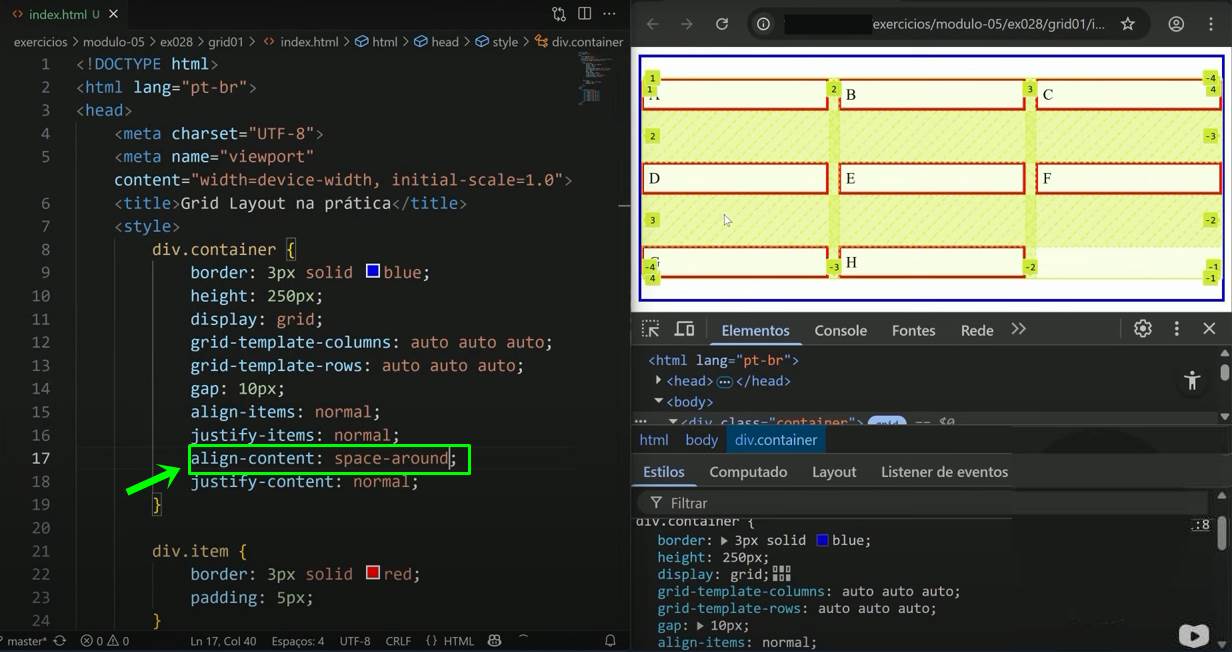 index.html U
exercicios > modulo-05 > ex028 > grid01 > index.html > html > head > style > div.container
1 <!DOCTYPE html>
2 <html lang="pt-br">
3 <head>
4 <meta charset="UTF-8">
5 <meta name="viewport"
content="width=device-width, initial-scale=1.0">
6 <title>Grid Layout na prática</title>
7 <style>
8 div.container {
9 border: 3px solid blue;
10 height: 250px;
11 display: grid;
12 grid-template-columns: auto auto auto;
13 grid-template-rows: auto auto auto;
14 gap: 10px;
15 align-items: normal;
16 justify-items: normal;
17 align-content: space-around;
18 justify-content: normal;
19 }
20
21 div.item {
22 border: 3px solid red;
23 padding: 5px;
24 }
master* 0 0 Ln 17, Col 40 Espaços: 4 UTF-8 CRLF {} HTML
exercicios/modulo-05/ex028/grid01/i...
1 -4
1 2 B 3 C 4
2 -3
D E F
3 -2
-4 -3 H -2 -1
4 -1
Elementos Console Fontes Rede
<html lang="pt-br">
<head> </head>
<body>
<div class="container"> grid == $0
html body div.container
Estilos Computado Layout Listener de eventos
Filtrar
div.container { :8
border: 3px solid blue;
height: 250px;
display: grid;
grid-template-columns: auto auto auto;
grid-template-rows: auto auto auto;
gap: 10px;
align-items: normal;